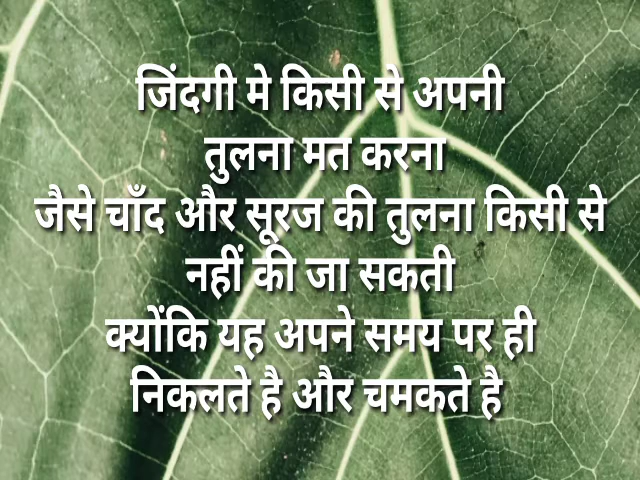 जिंदगी मे किसी से अपनी
तुलना मत करना
जैसे चाँद और सूरज की तुलना किसी से
नहीं की जा सकती
क्योंकि यह अपने समय पर ही
निकलते है और चमकते है